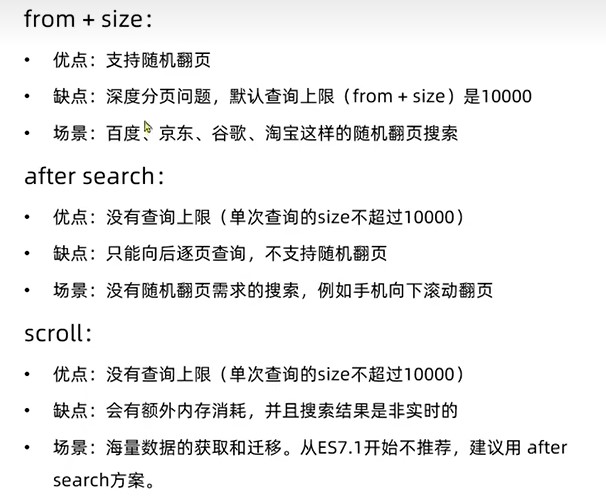 from + size：
• 优点：支持随机翻页
• 缺点：深度分页问题，默认查询上限（from + size）是10000
• 场景：百度、京东、谷歌、淘宝这样的随机翻页搜索
after search：
• 优点：没有查询上限（单次查询的size不超过10000）
• 缺点：只能向后逐页查询，不支持随机翻页
• 场景：没有随机翻页需求的搜索，例如手机向下滚动翻页
scroll：
• 优点：没有查询上限（单次查询的size不超过10000）
• 缺点：会有额外内存消耗，并且搜索结果是非实时的
• 场景：海量数据的获取和迁移。从ES7.1开始不推荐，建议用 after
search方案。